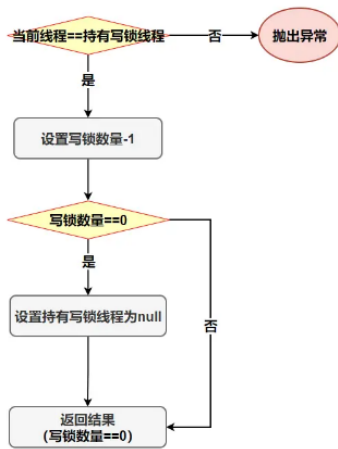 当前线程==持有写锁线程
否
抛出异常
是
设置写锁数量-1
写锁数量==0
是
设置持有写锁线程为null
否
返回结果
(写锁数量==0)